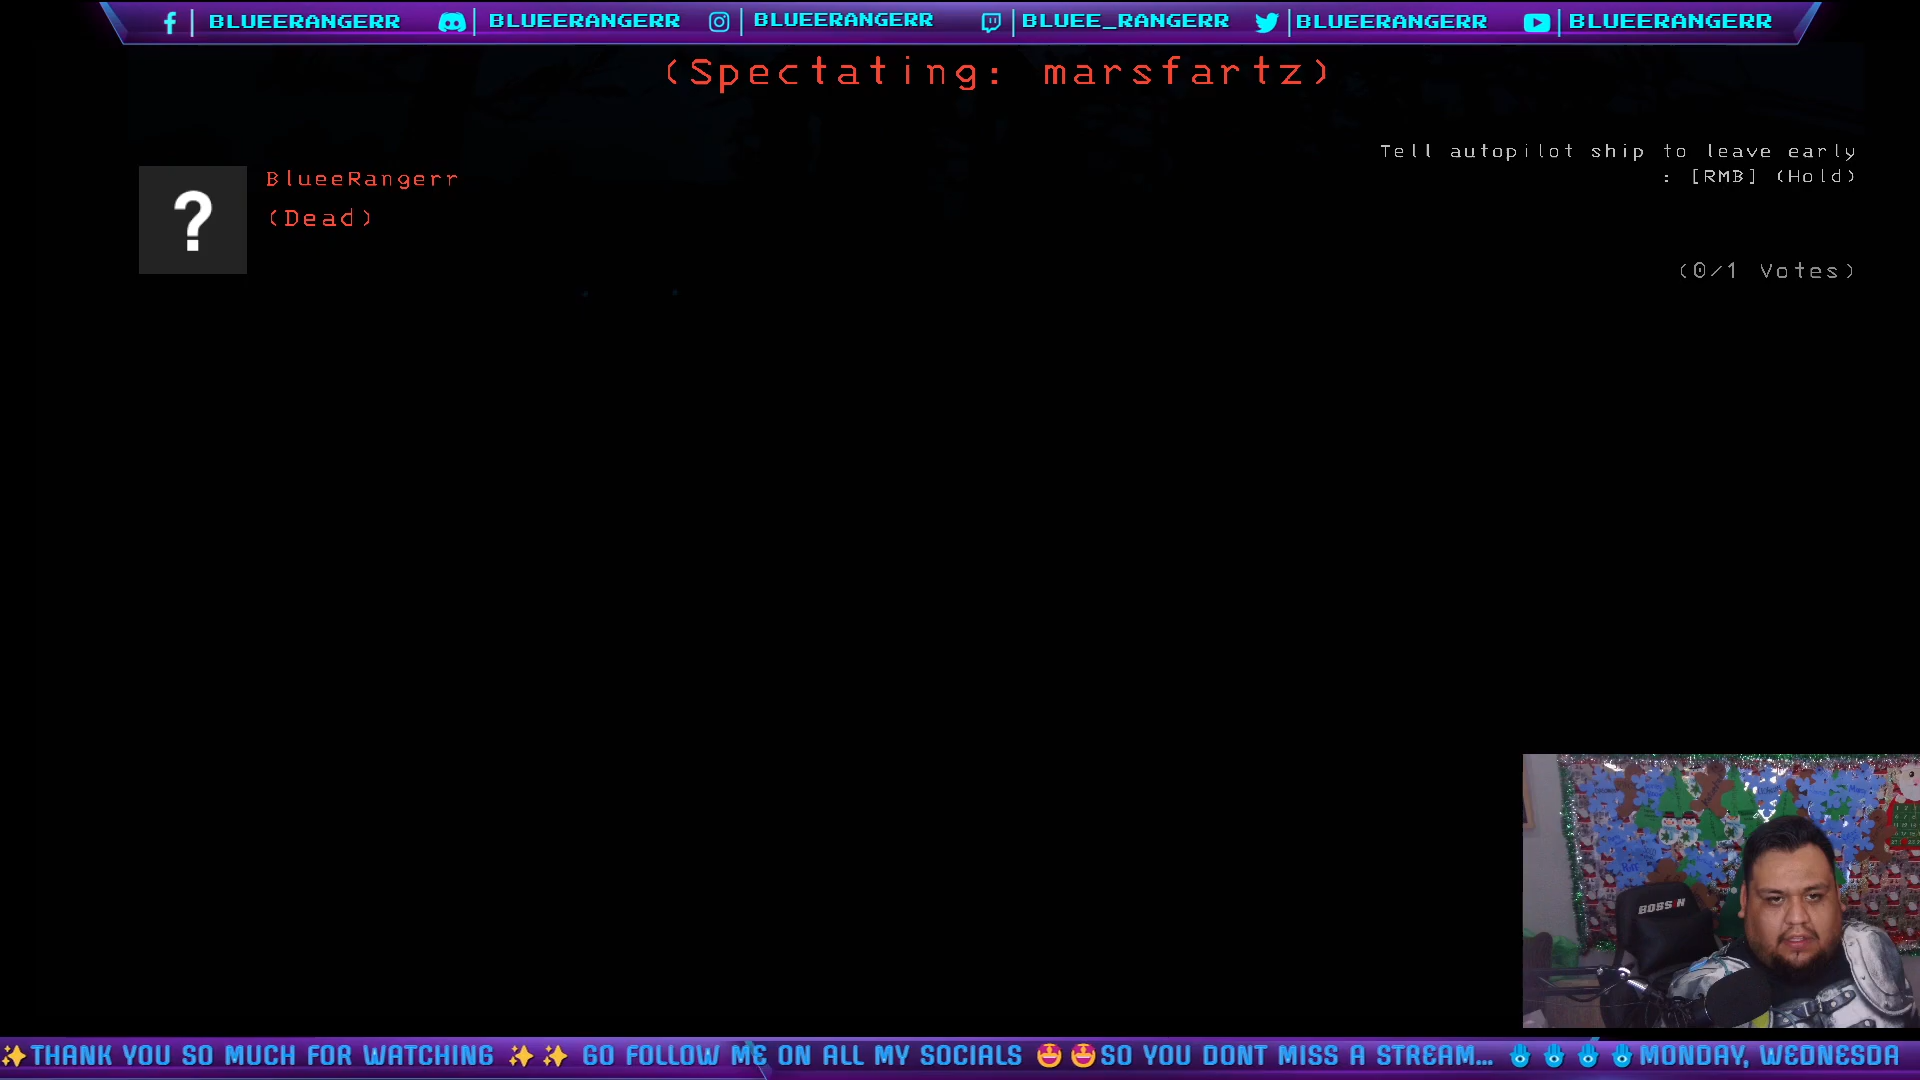 BLUEERANGERR BLUEERANGERR BLUEERANGERR BLUEE_RANGERR BLUEERANGERR BLUEERANGERR
(Spectating: marsfartz)
Tell autopilot ship to leave early
: [RMB] (Hold)
BlueeRangerr
(Dead)
?
(0/1 Votes)
BOSSIN
THANK YOU SO MUCH FOR WATCHING GO FOLLOW ME ON ALL MY SOCIALS SO YOU DONT MISS A STREAM... MONDAY, WEDNESDA